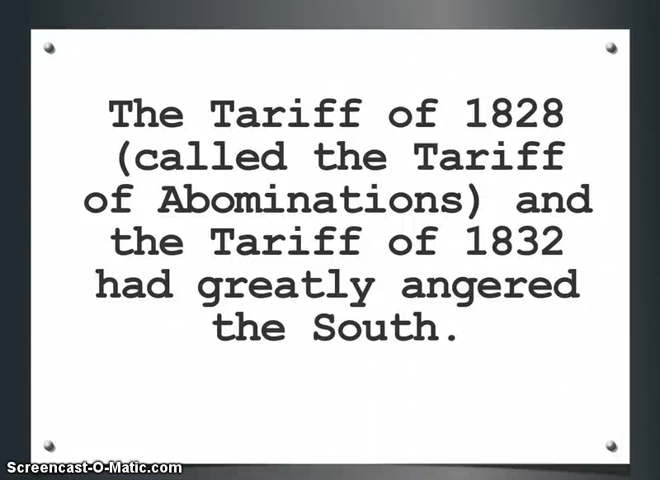 The Tariff of 1828
(called the Tariff
of Abominations) and
the Tariff of 1832
had greatly angered
the South.
Screencast-O-Matic.com